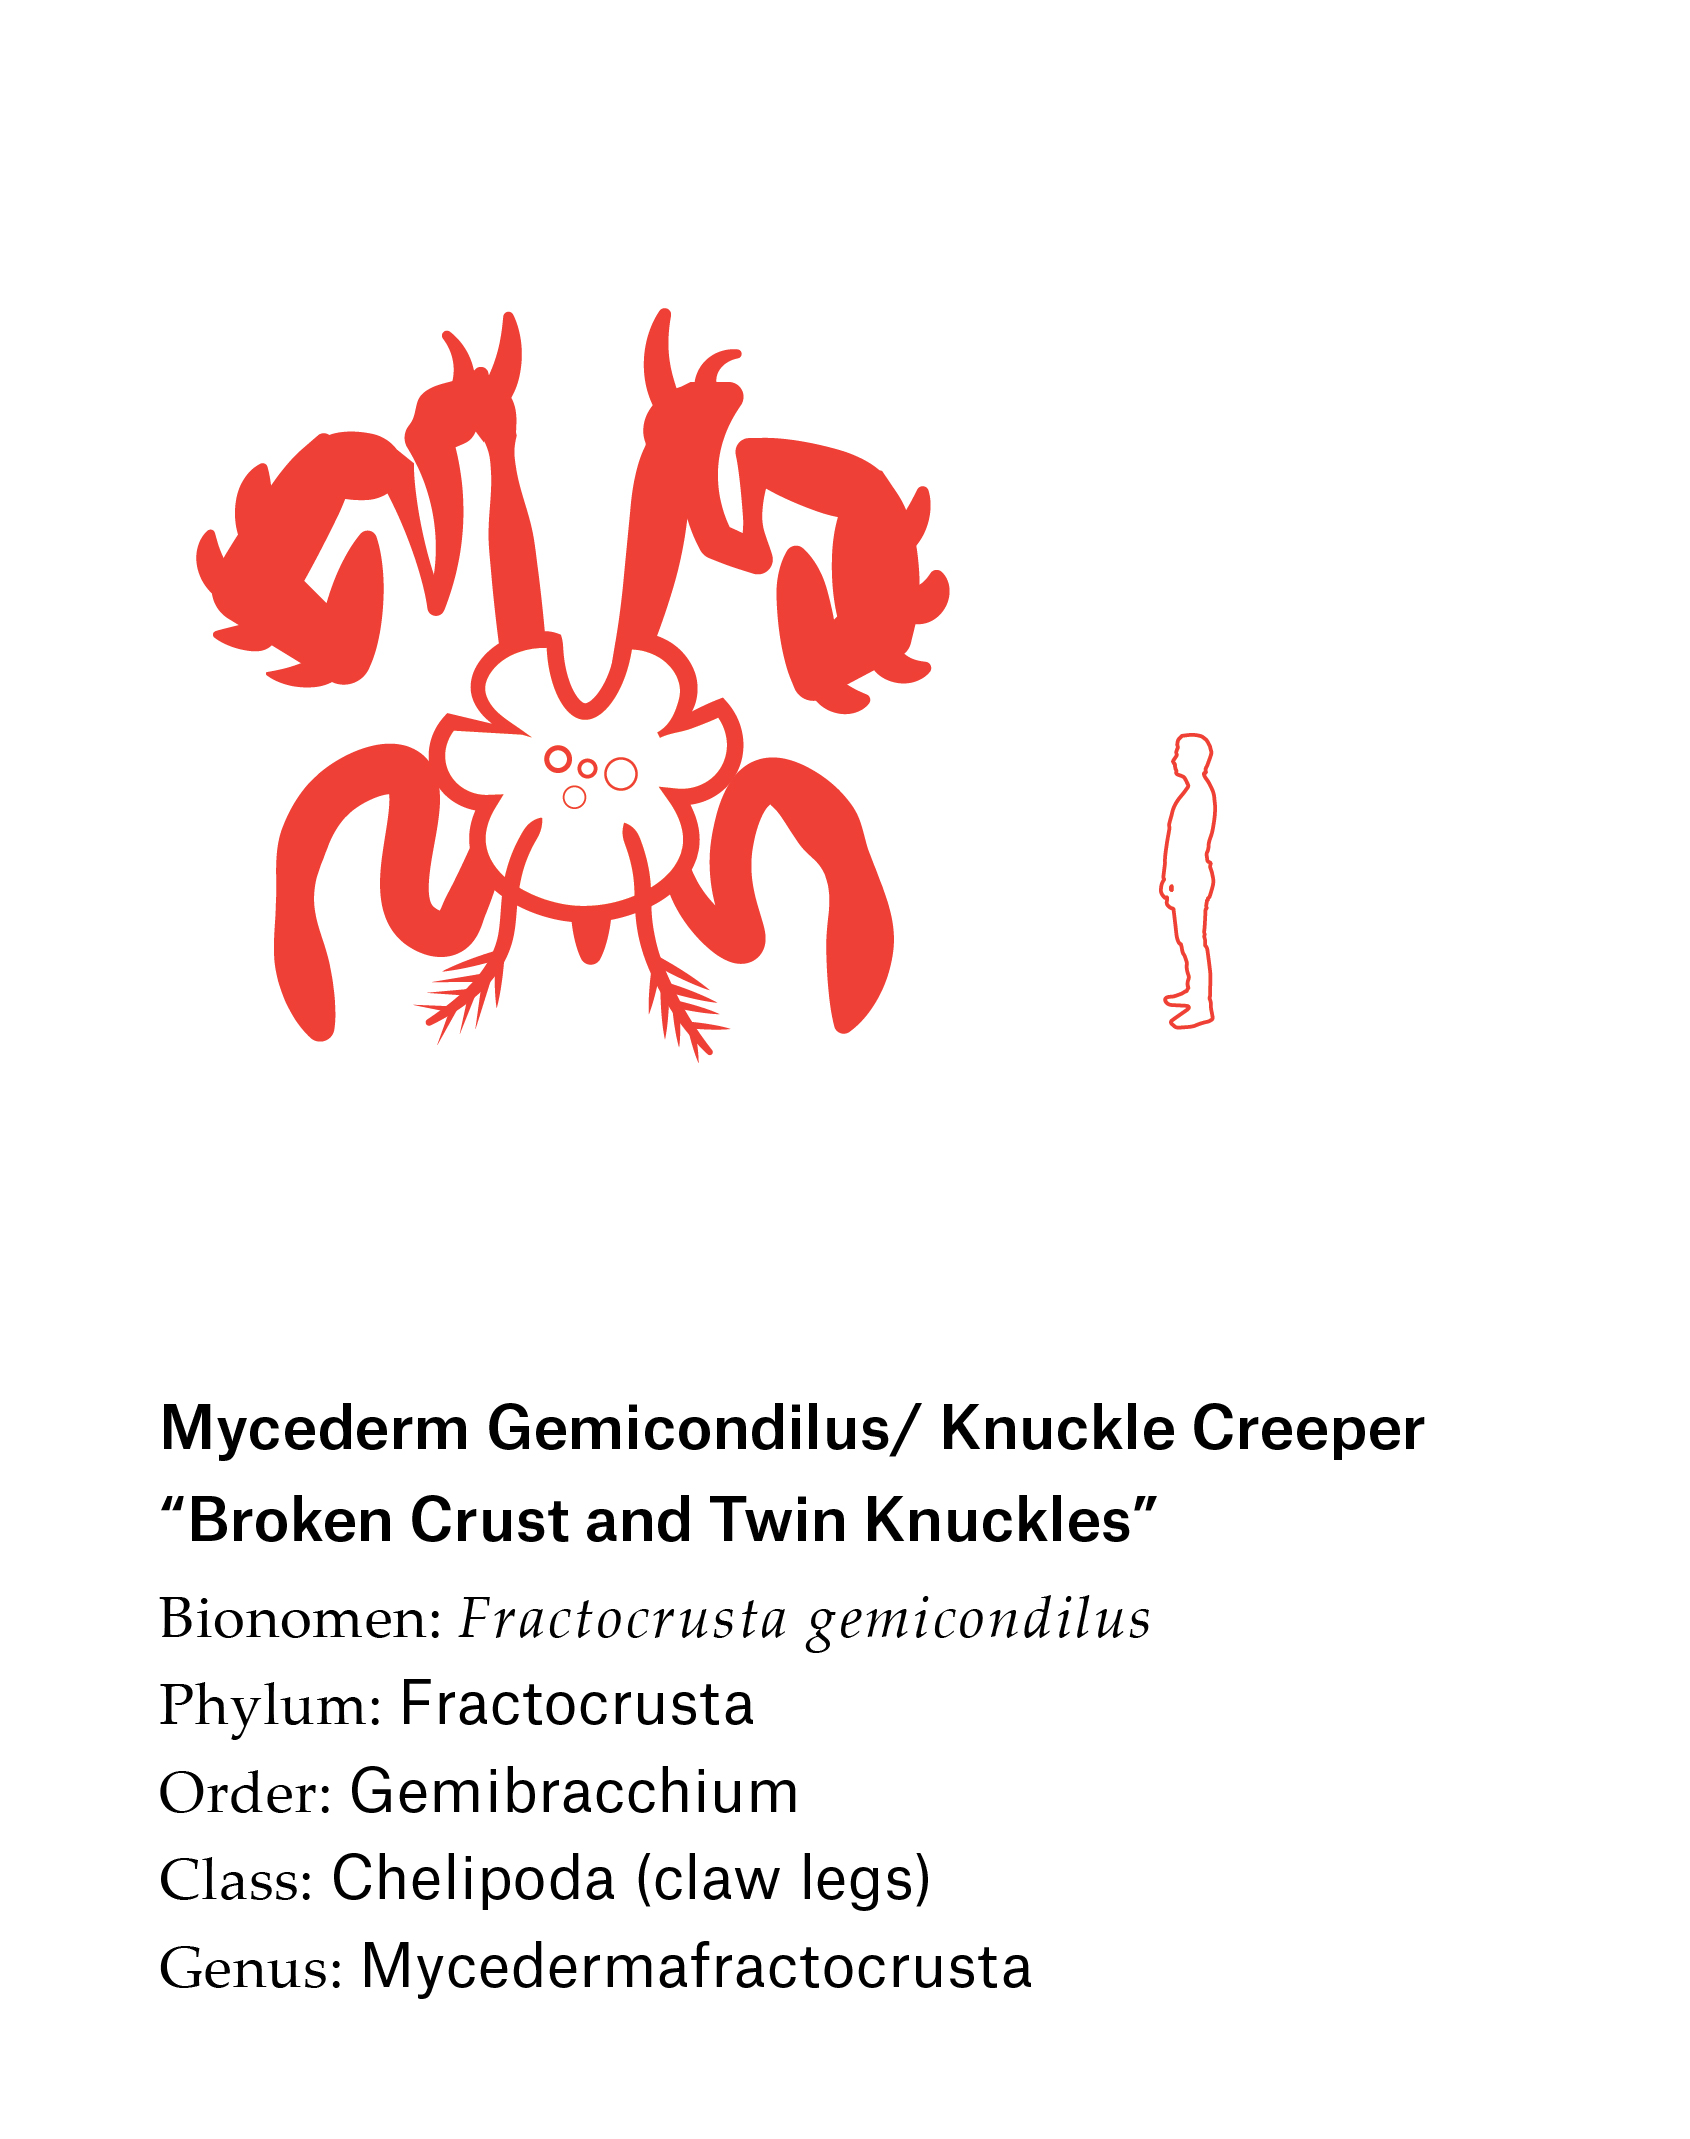 Mycederm Gemicondilus/ Knuckle Creeper
“Broken Crust and Twin Knuckles”
Bionomen: Fractocrusta gemicondilus
Phylum: Fractocrusta
Order: Gemibracchium
Class: Chelipoda (claw legs)
Genus: Mycedermafractocrusta